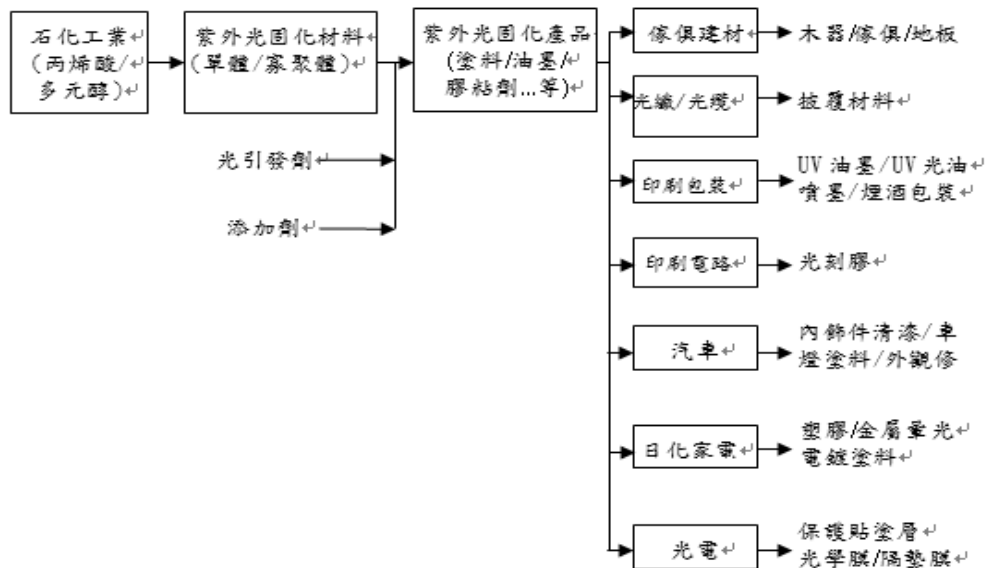 石化工業
(丙烯酸/
多元醇)
紫外光固化材料
(單體/寡聚體)
光引發劑
添加劑
紫外光固化產品
(塗料/油墨/
膠粘劑...等)
傢俱建材
木器/傢俱/地板
光纖/光纜
披覆材料
印刷包裝
UV 油墨/UV 光油
噴墨/煙酒包裝
印刷電路
光刻膠
汽車
內飾件清漆/車
燈塗料/外觀修
日化家電
塑膠/金屬暈光
電鍍塗料
光電
保護貼塗層
光學膜/隔墊膜